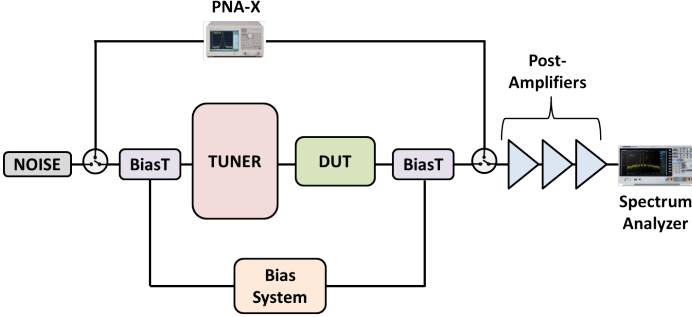 PNA-X
Post-
Amplifiers
NOISE
BiasT
TUNER
DUT
BiasT
Spectrum
Analyzer
Bias
System